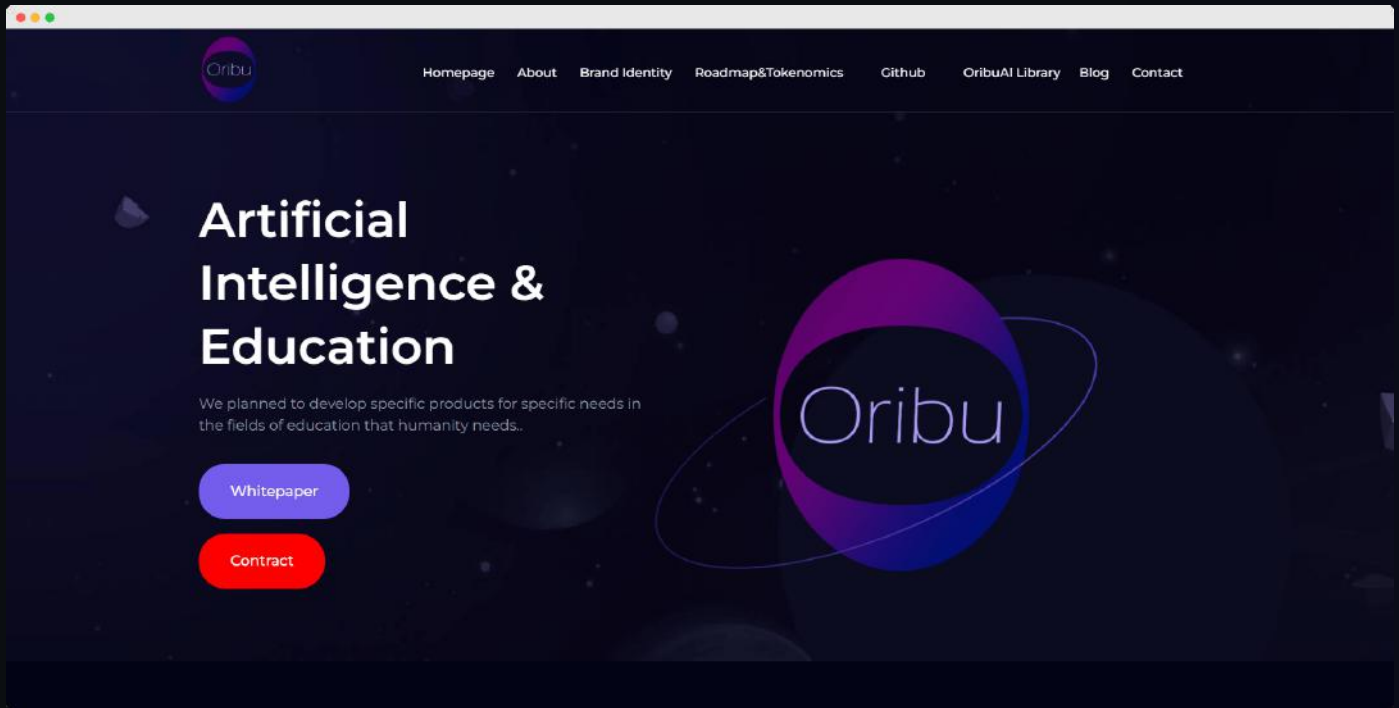 Oribu
Homepage About Brand Identity Roadmap&Tokenomics Github OribuAI Library Blog Contact
Artificial
Intelligence &
Education
We planned to develop specific products for specific needs in
the fields of education that humanity needs..
Oribu
Whitepaper
Contract